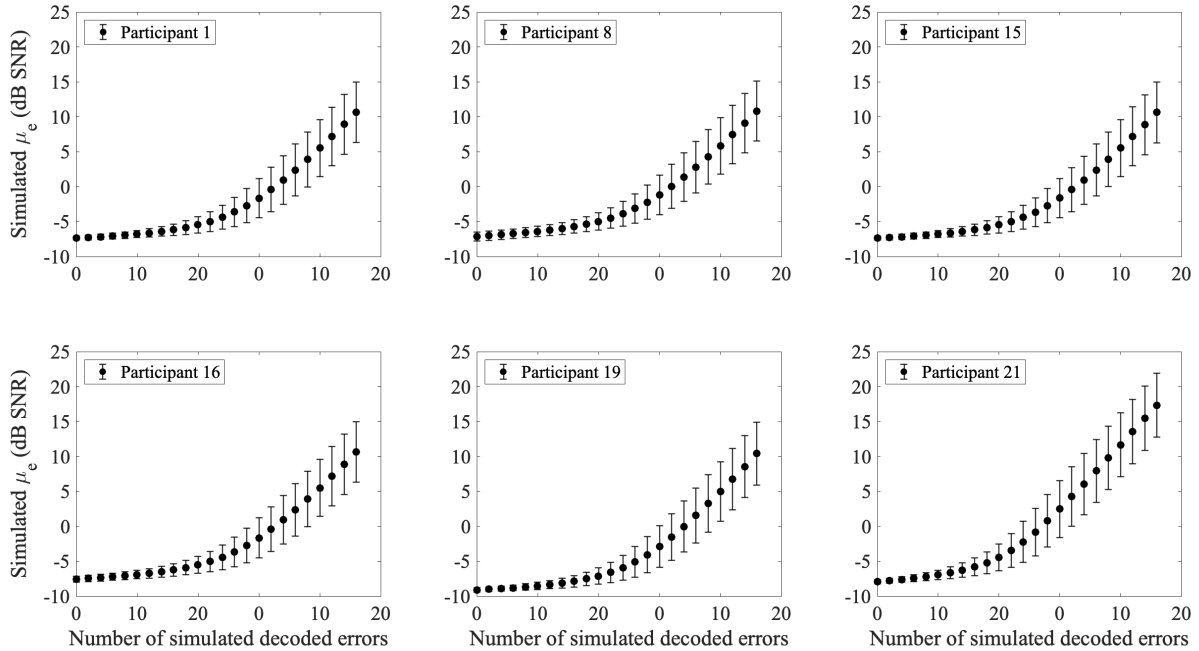 25
20
15
10
5
0
-5
-10
Simulated μe (dB SNR)
Participant 1
0 10 20 0 10 20
25
20
15
10
5
0
-5
-10
Participant 8
0 10 20 0 10 20
25
20
15
10
5
0
-5
-10
Participant 15
0 10 20 0 10 20
25
20
15
10
5
0
-5
-10
Simulated μe (dB SNR)
Participant 16
0 10 20 0 10 20
Number of simulated decoded errors
25
20
15
10
5
0
-5
-10
Participant 19
0 10 20 0 10 20
Number of simulated decoded errors
25
20
15
10
5
0
-5
-10
Participant 21
0 10 20 0 10 20
Number of simulated decoded errors